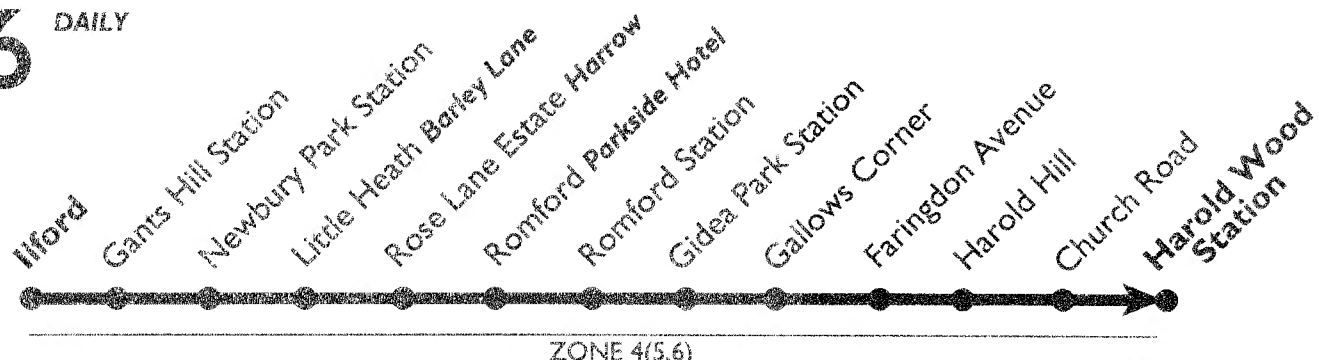 6 DAILY
Ilford
Gants Hill Station
Newbury Park Station
Little Heath Barley Lane
Rose Lane Estate Harrow
Romford Parkside Hotel
Romford Station
Gidea Park Station
Gallows Corner
Faringdon Avenue
Harold Hill
Church Road
Harold Wood
Station
ZONE 4(5,6)